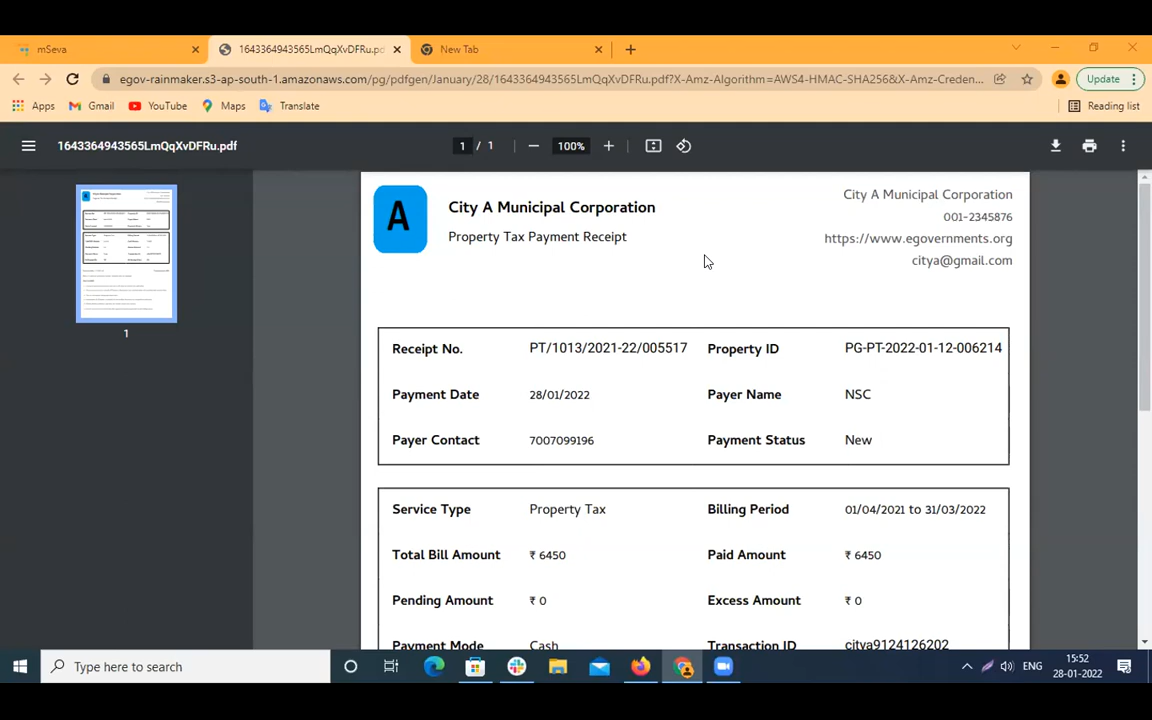 mSeva
1643364943565LmQqXvDFRu.pd
New Tab
egov-rainmaker.s3-ap-south-1.amazonaws.com/pg/pdfgen/January/28/1643364943565LmQqXvDFRu.pdf?X-Amz-Algorithm=AWS4-HMAC-SHA256&X-Amz-Creden...
Update
Apps Gmail YouTube Maps Translate
Reading list
1643364943565LmQqXvDFRu.pdf
1 / 1
100%
1
A
City A Municipal Corporation
Property Tax Payment Receipt
City A Municipal Corporation
001-2345876
https://www.egovernments.org
citya@gmail.com
Receipt No. PT/1013/2021-22/005517 Property ID PG-PT-2022-01-12-006214
Payment Date 28/01/2022 Payer Name NSC
Payer Contact 7007099196 Payment Status New
Service Type Property Tax Billing Period 01/04/2021 to 31/03/2022
Total Bill Amount ₹ 6450 Paid Amount ₹ 6450
Pending Amount ₹ 0 Excess Amount ₹ 0
Payment Mode Cash Transaction ID citya9124126202
Type here to search
ENG
15:52
28-01-2022